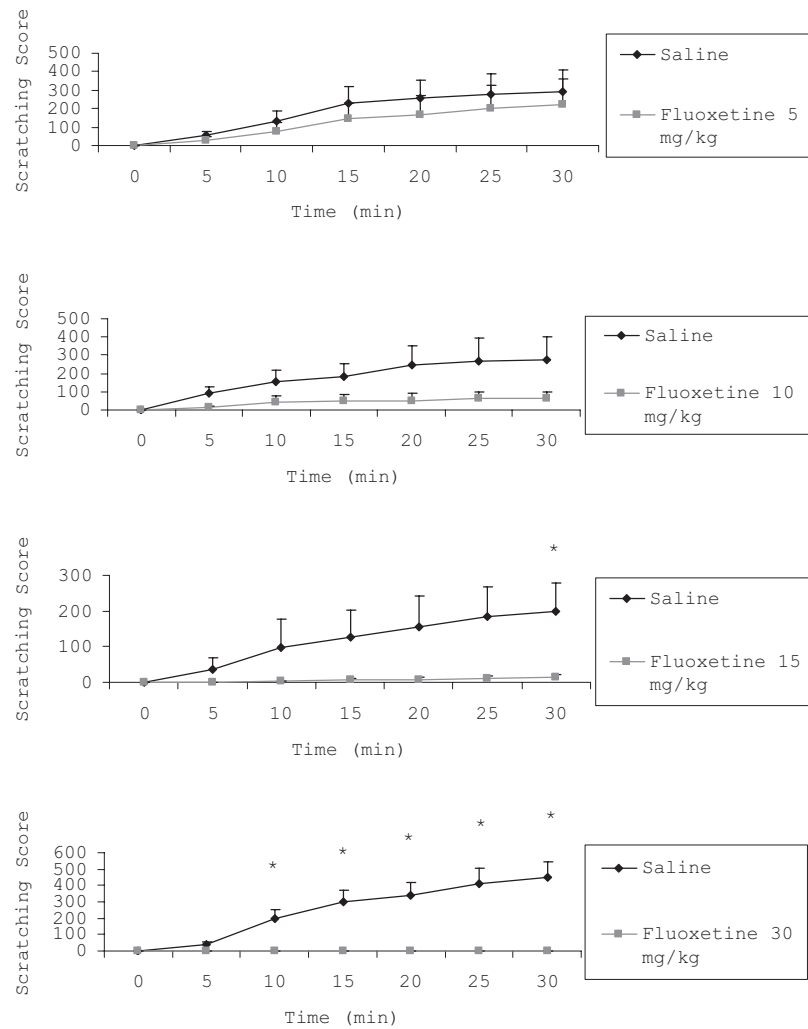 Scratching Score
500
400
300
200
100
0
0 5 10 15 20 25 30
Time (min)
Saline
Fluoxetine 5
mg/kg
Scratching Score
500
400
300
200
100
0
0 5 10 15 20 25 30
Time (min)
Saline
Fluoxetine 10
mg/kg
*
Scratching Score
300
200
100
0
0 5 10 15 20 25 30
Time (min)
Saline
Fluoxetine 15
mg/kg
* * * * *
Scratching Score
600
500
400
300
200
100
0
0 5 10 15 20 25 30
Time (min)
Saline
Fluoxetine 30
mg/kg